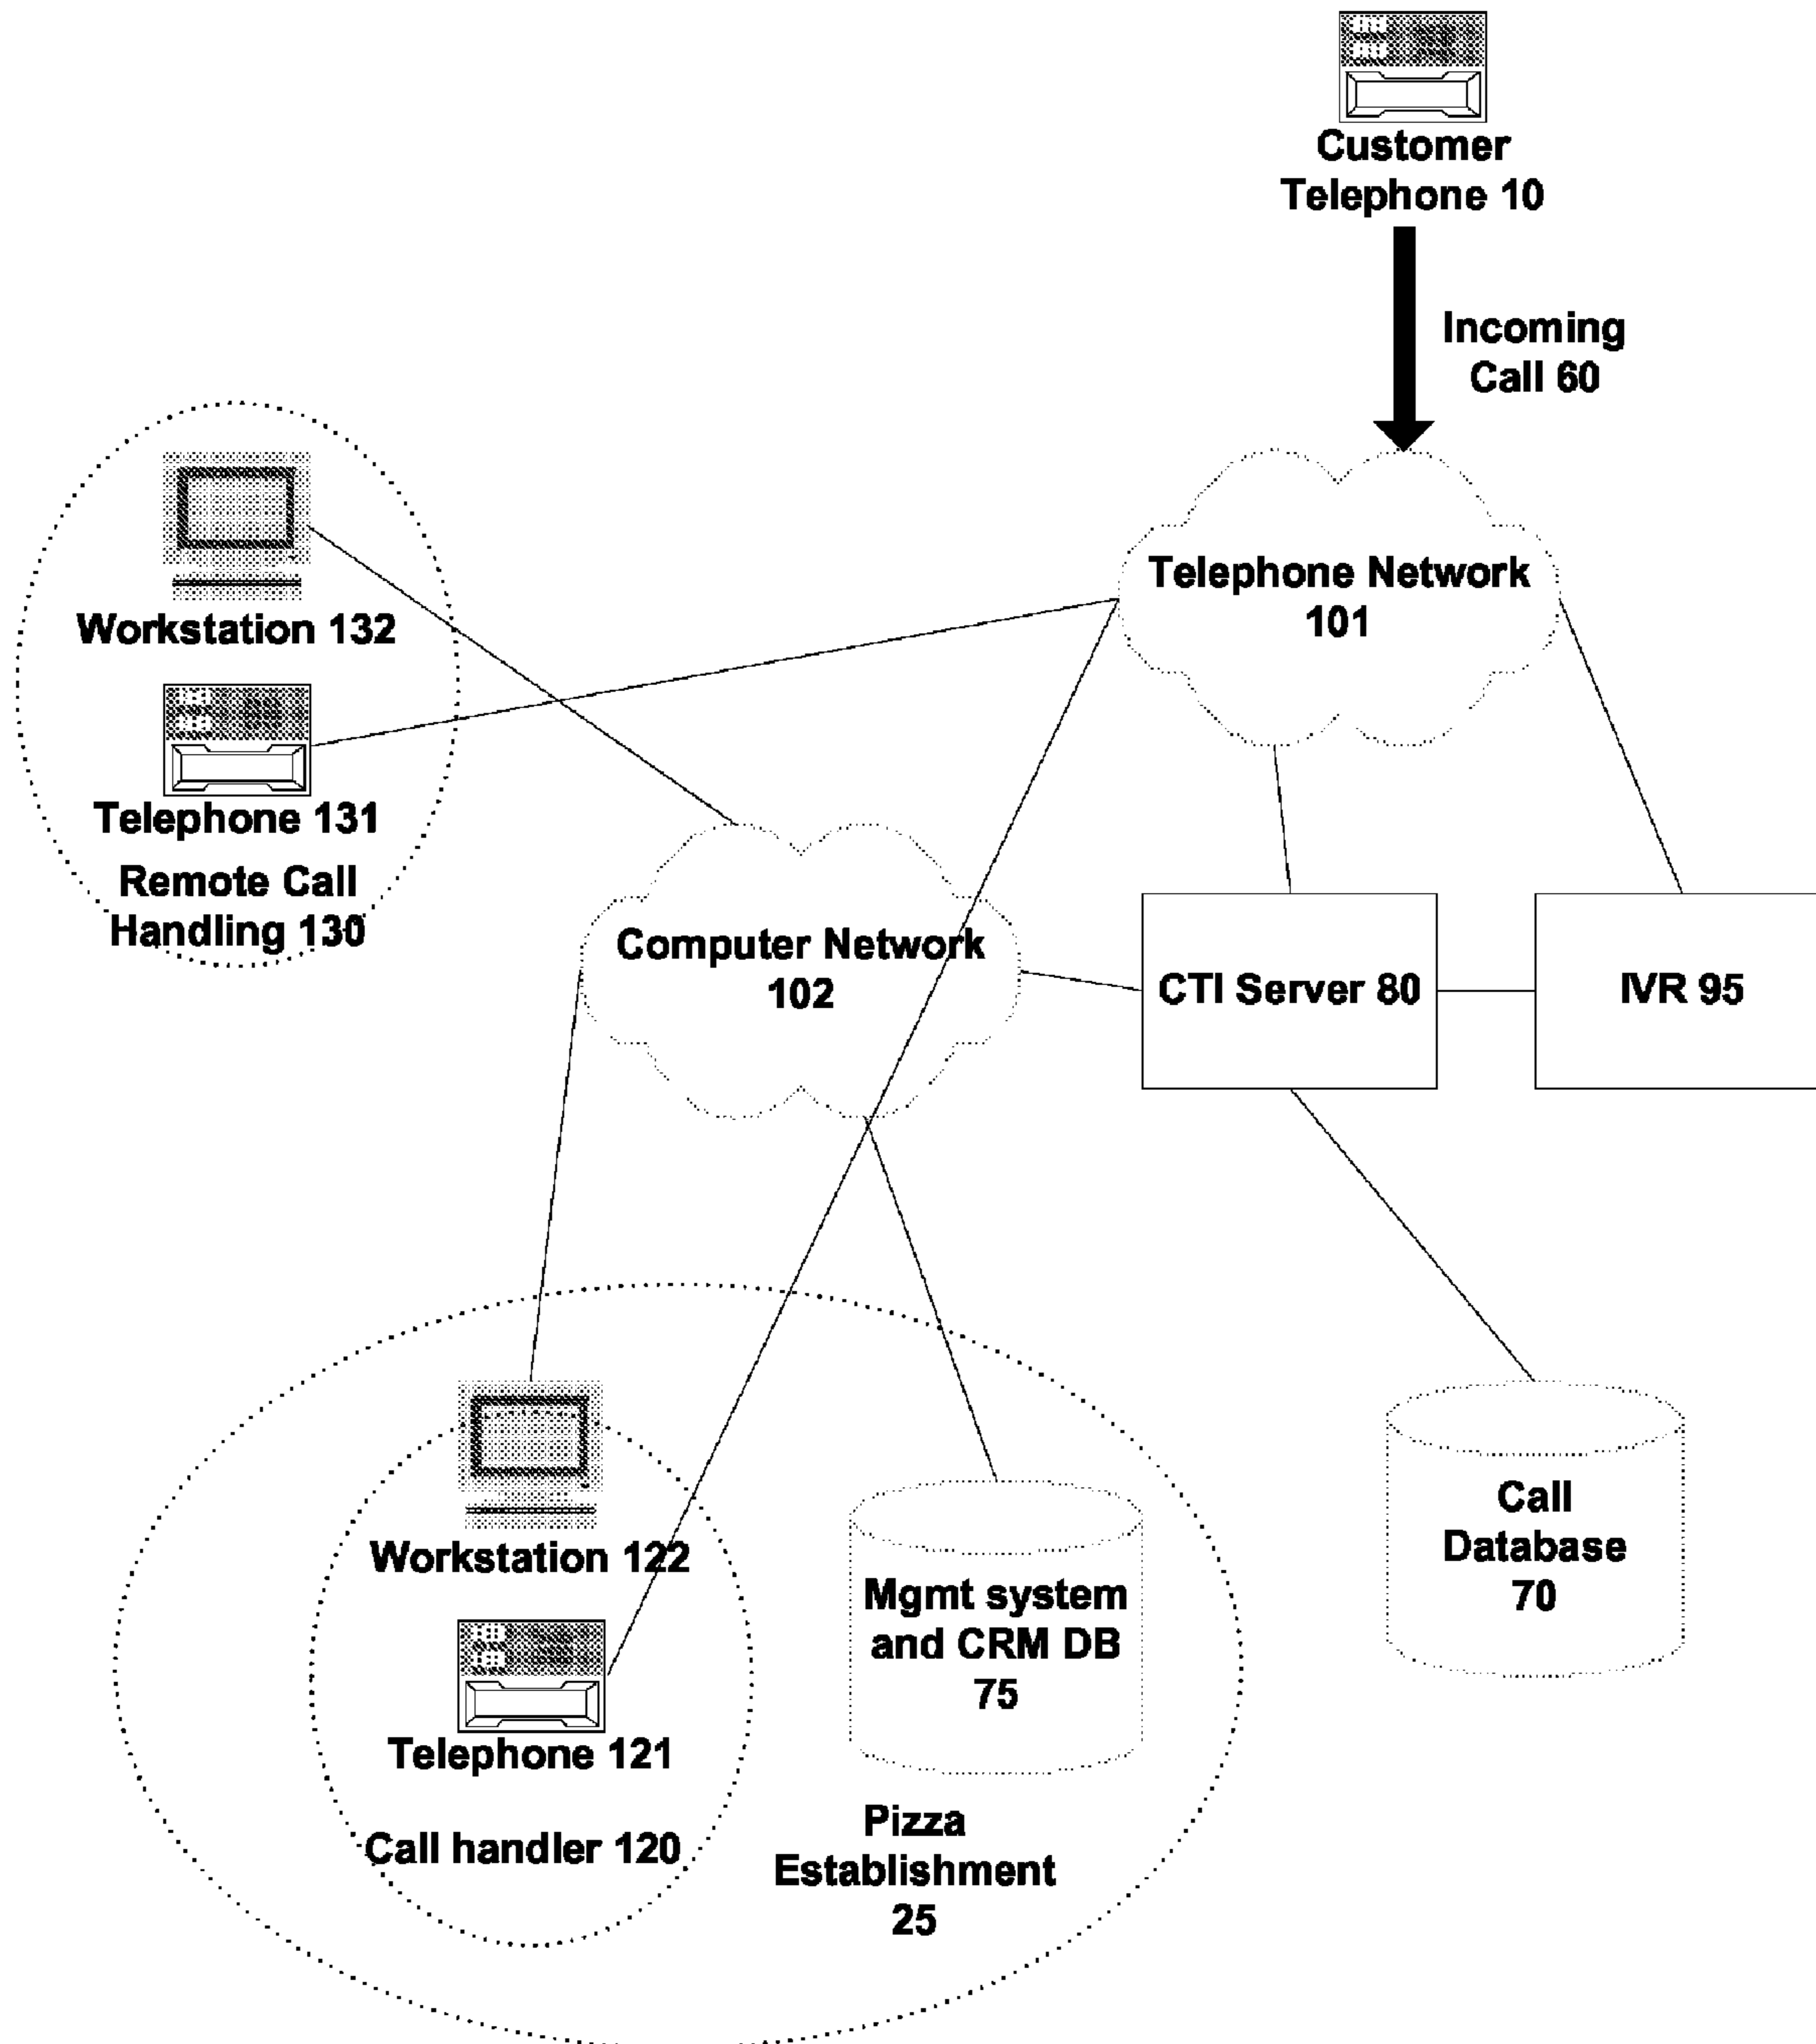 Customer
Telephone 10
Incoming
Call 60
Telephone Network
101
Workstation 132
Telephone 131
Remote Call
Handling 130
Computer Network
102
CTI Server 80
IVR 95
Workstation 122
Telephone 121
Call handler 120
Mgmt system
and CRM DB
75
Pizza
Establishment
25
Call
Database
70